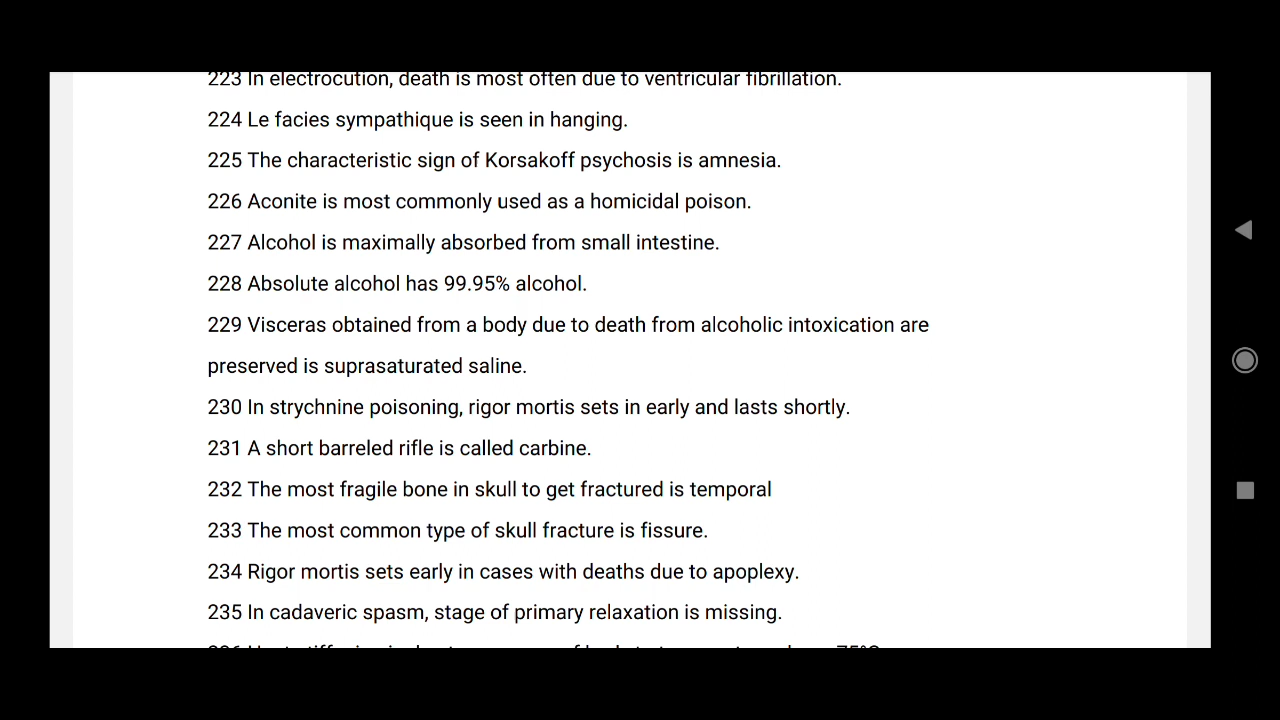 223 In electrocution, death is most often due to ventricular fibrillation.
224 Le facies sympathique is seen in hanging.
225 The characteristic sign of Korsakoff psychosis is amnesia.
226 Aconite is most commonly used as a homicidal poison.
227 Alcohol is maximally absorbed from small intestine.
228 Absolute alcohol has 99.95% alcohol.
229 Visceras obtained from a body due to death from alcoholic intoxication are
preserved is suprasaturated saline.
230 In strychnine poisoning, rigor mortis sets in early and lasts shortly.
231 A short barreled rifle is called carbine.
232 The most fragile bone in skull to get fractured is temporal
233 The most common type of skull fracture is fissure.
234 Rigor mortis sets early in cases with deaths due to apoplexy.
235 In cadaveric spasm, stage of primary relaxation is missing.